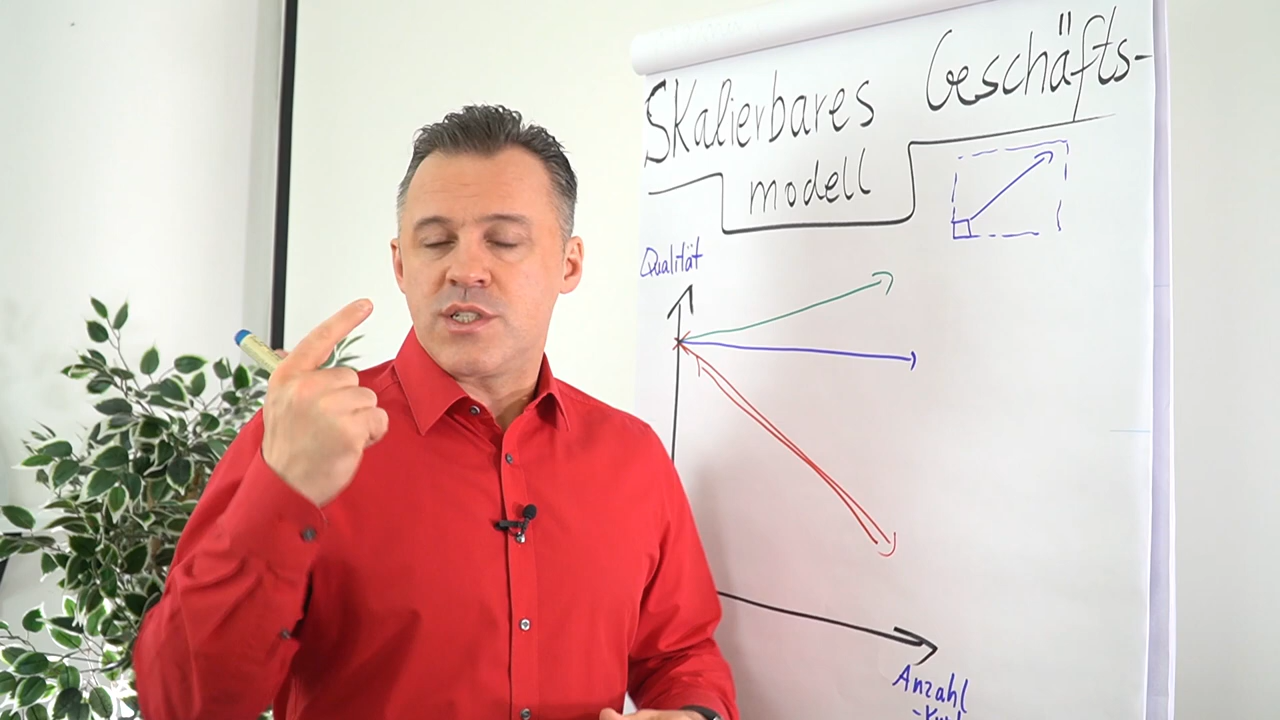 Skalierbares Geschäfts-
modell
Qualität
Anzahl